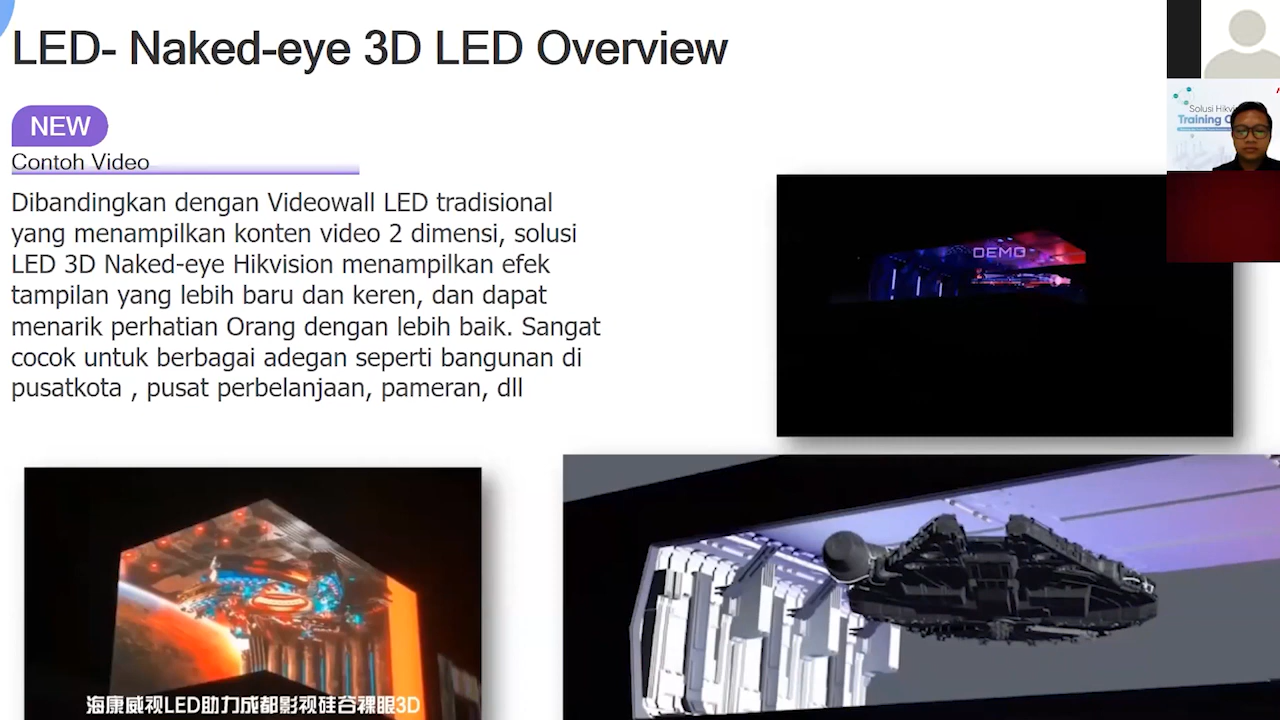 LED- Naked-eye 3D LED Overview
NEW
Contoh Video
Dibandingkan dengan Videowall LED tradisional
yang menampilkan konten video 2 dimensi, solusi
LED 3D Naked-eye Hikvision menampilkan efek
tampilan yang lebih baru dan keren, dan dapat
menarik perhatian Orang dengan lebih baik. Sangat
cocok untuk berbagai adegan seperti bangunan di
pusatkota , pusat perbelanjaan, pameran, dll
Solusi
Training
DEMO
海康威视LED助力成都影视硅谷裸眼3D